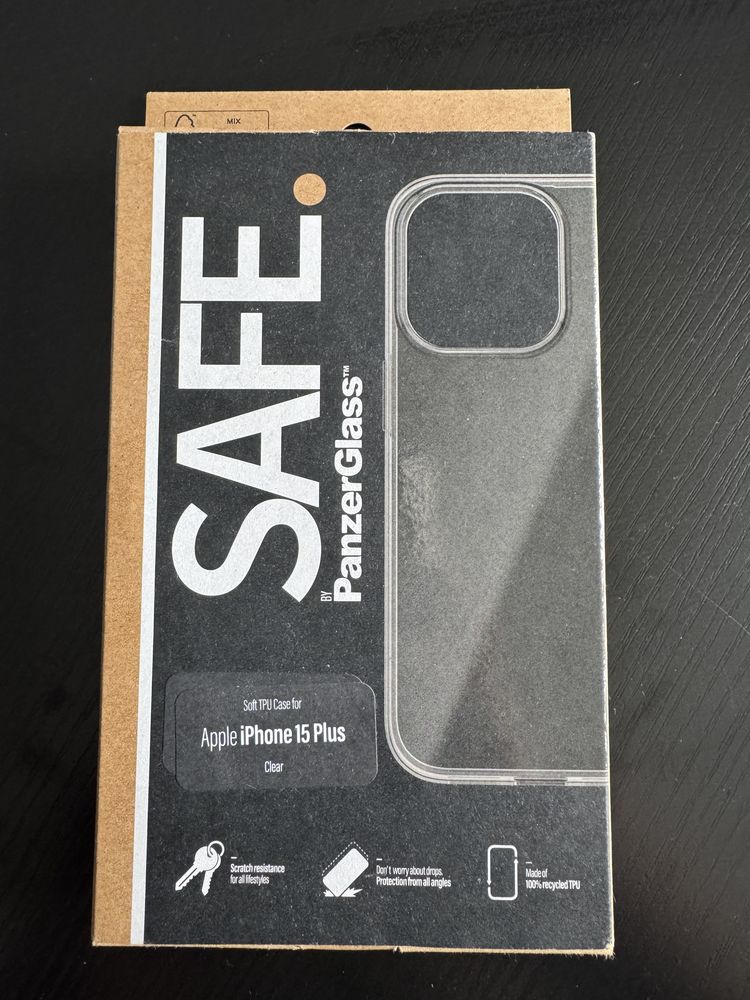 MIX
SAFE.
BY PanzerGlass™
Soft TPU Case for
Apple iPhone 15 Plus
Clear
Scratch resistance
for all lifestyles
Don't worry about drops.
Protection from all angles
Made of
100% recycled TPU